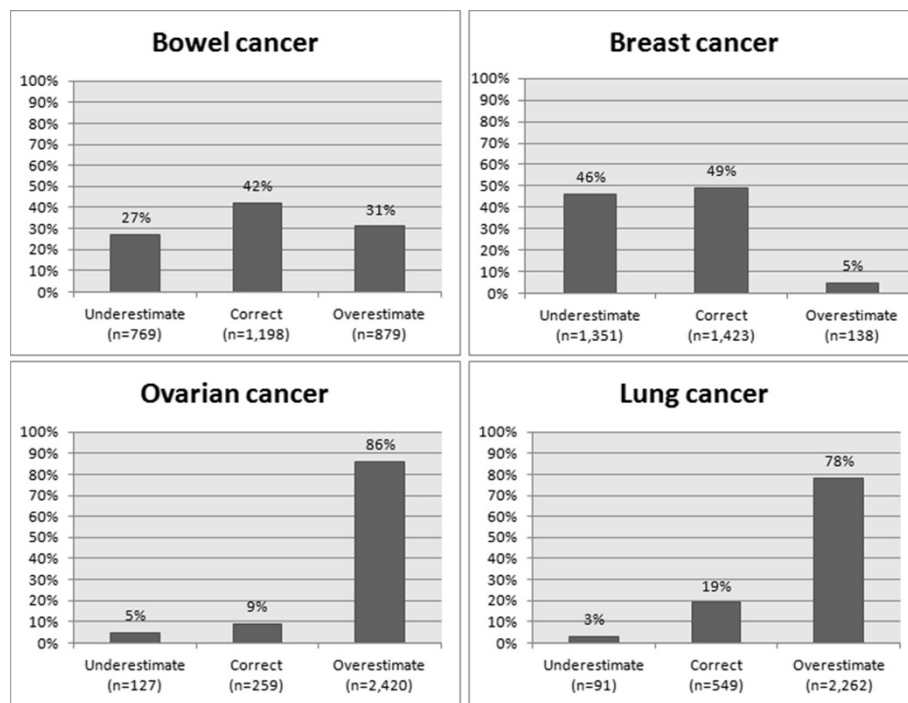 Bowel cancer
100%
90%
80%
70%
60%
50%
40%
30%
20%
10%
0%
27%
42%
31%
Underestimate
(n=769)
Correct
(n=1,198)
Overestimate
(n=879)
Breast cancer
100%
90%
80%
70%
60%
50%
40%
30%
20%
10%
0%
46%
49%
5%
Underestimate
(n=1,351)
Correct
(n=1,423)
Overestimate
(n=138)
Ovarian cancer
100%
90%
80%
70%
60%
50%
40%
30%
20%
10%
0%
5%
9%
86%
Underestimate
(n=127)
Correct
(n=259)
Overestimate
(n=2,420)
Lung cancer
100%
90%
80%
70%
60%
50%
40%
30%
20%
10%
0%
3%
19%
78%
Underestimate
(n=91)
Correct
(n=549)
Overestimate
(n=2,262)